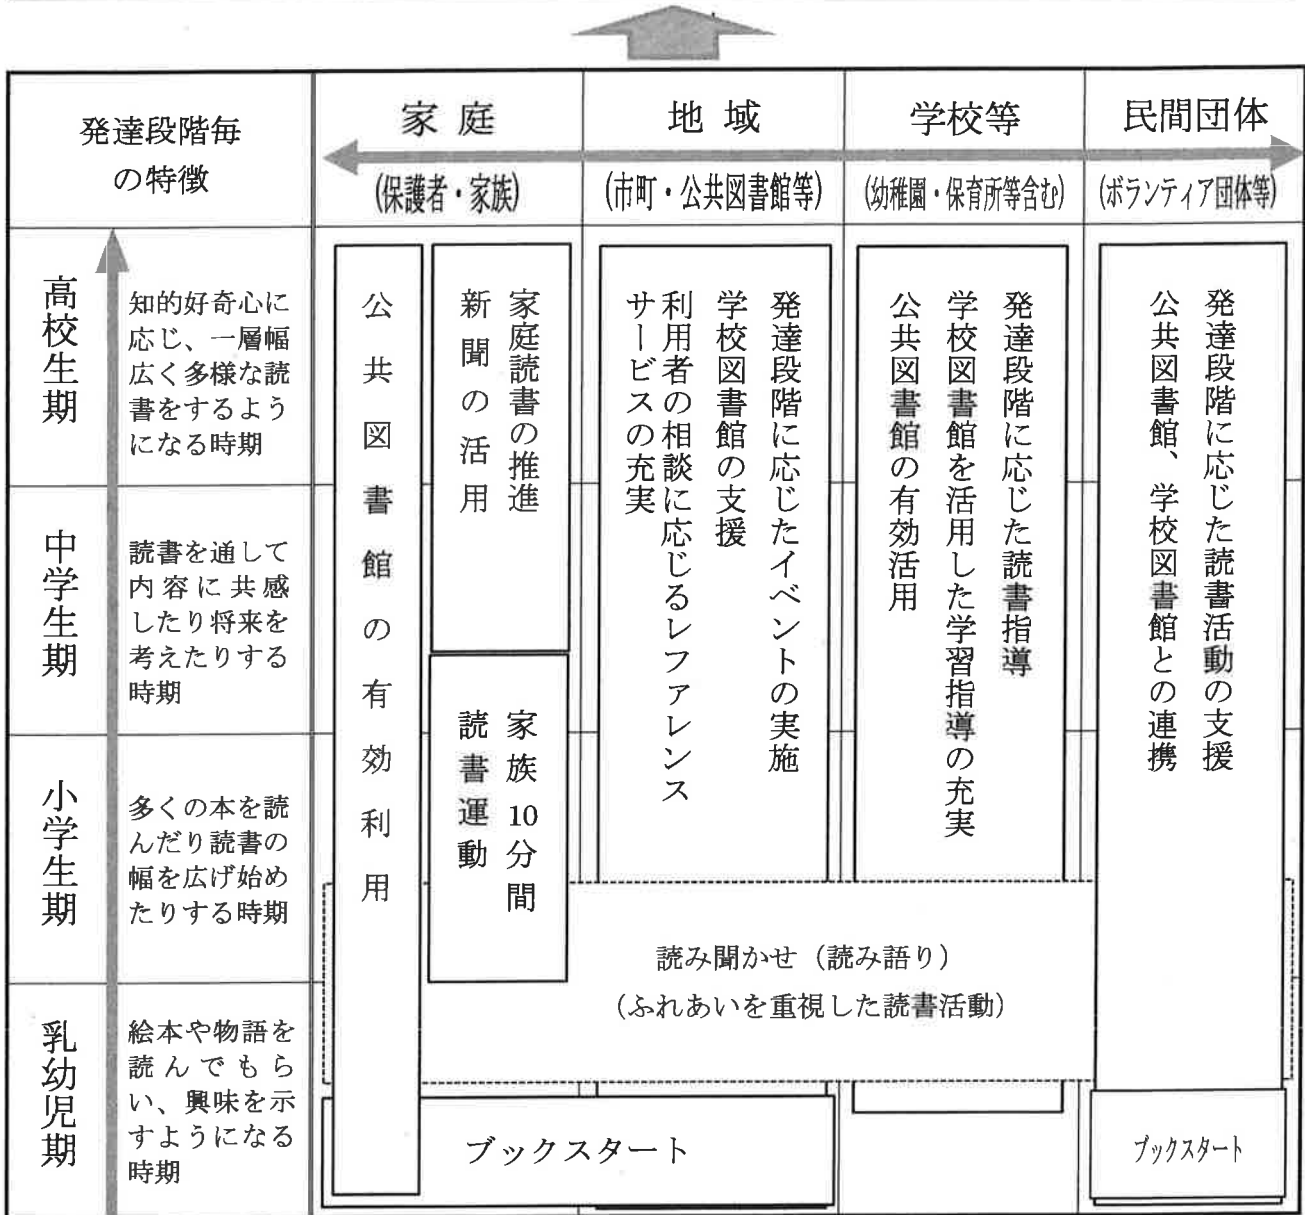 発達段階毎
の特徴
家庭
(保護者・家族)
地域
(市町・公共図書館等)
学校等
(幼稚園・保育所等含む)
民間団体
(ボランティア団体等)
高校生期
知的好奇心に
応じ、一層幅
広く多様な読
書をするよう
になる時期
中学生期
読書を通して
内容に共感
したり将来を
考えたりする
時期
小学生期
多くの本を読
んだり読書の
幅を広げ始め
たりする時期
乳幼児期
絵本や物語を
読んでもら
い、興味を示
すようになる
時期
公共図書館の有効利用
家庭読書の推進
新聞の活用
家族10分間
読書運動
発達段階に応じたイベントの実施
学校図書館の支援
利用者の相談に応じるレファレンス
サービスの充実
発達段階に応じた読書指導
学校図書館を活用した学習指導の充実
公共図書館の有効活用
発達段階に応じた読書活動の支援
公共図書館、学校図書館との連携
読み聞かせ（読み語り）
（ふれあいを重視した読書活動）
ブックスタート
ブックスタート